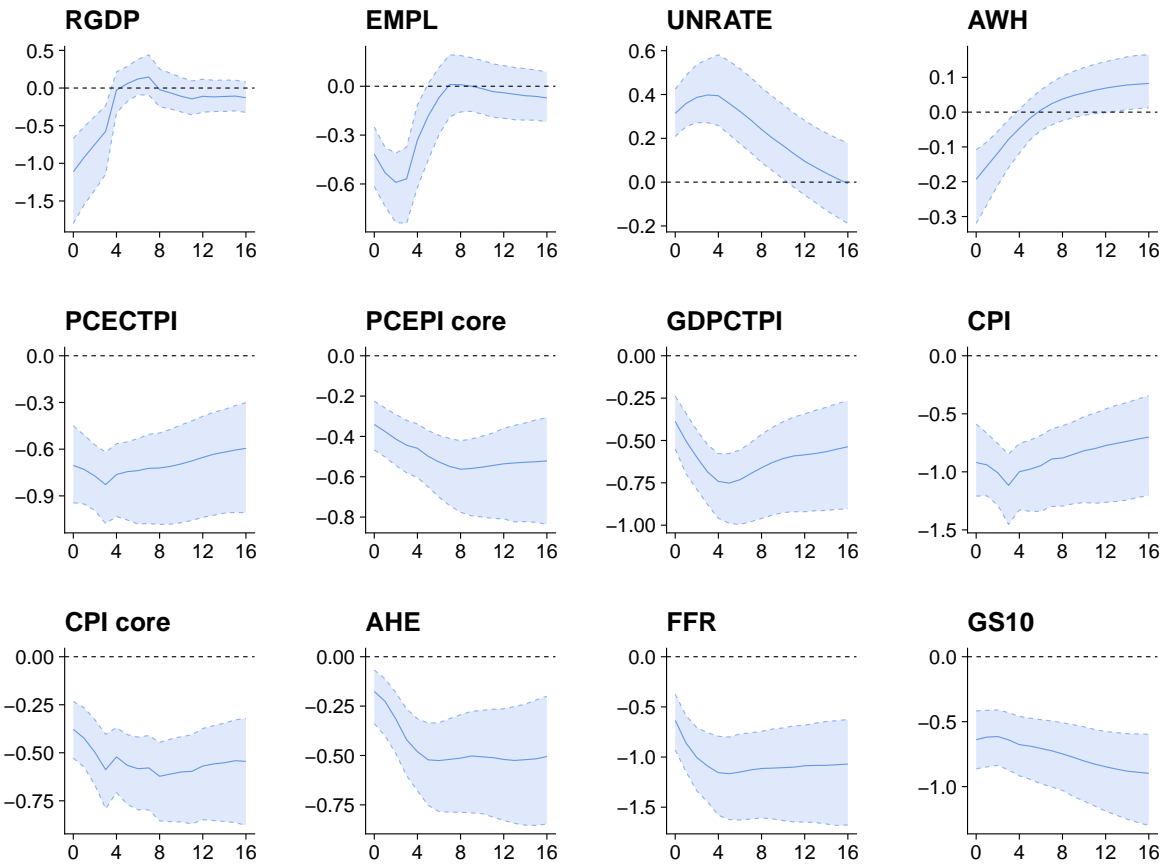 RGDP EMPL UNRATE AWH
0.5 0.6
0.0 0.1
0.0 0.4 0.0
−0.5 −0.3 0.2 −0.1
−1.0 −0.2
−0.6 0.0
−1.5 −0.2 −0.3
0 4 8 12 16 0 4 8 12 16 0 4 8 12 16 0 4 8 12 16
PCECTPI PCEPI core GDPCTPI CPI
0.0 0.0 0.00 0.0
−0.3 −0.2 −0.25 −0.5
−0.6 −0.4 −0.50 −1.0
−0.9 −0.6 −0.75
−0.8 −1.00 −1.5
0 4 8 12 16 0 4 8 12 16 0 4 8 12 16 0 4 8 12 16
CPI core AHE FFR GS10
0.00 0.00 0.0 0.0
−0.25 −0.25 −0.5 −0.5
−0.50 −0.50 −1.0 −1.0
−0.75 −0.75 −1.5
0 4 8 12 16 0 4 8 12 16 0 4 8 12 16 0 4 8 12 16